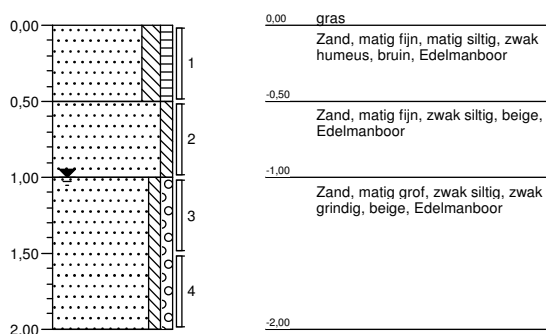 0,00
0,50
1,00
1,50
2,00
1
2
3
4
0,00 gras
Zand, matig fijn, matig siltig, zwak
humeus, bruin, Edelmanboor
-0,50
Zand, matig fijn, zwak siltig, beige,
Edelmanboor
-1,00
Zand, matig grof, zwak siltig, zwak
grindig, beige, Edelmanboor
-2,00